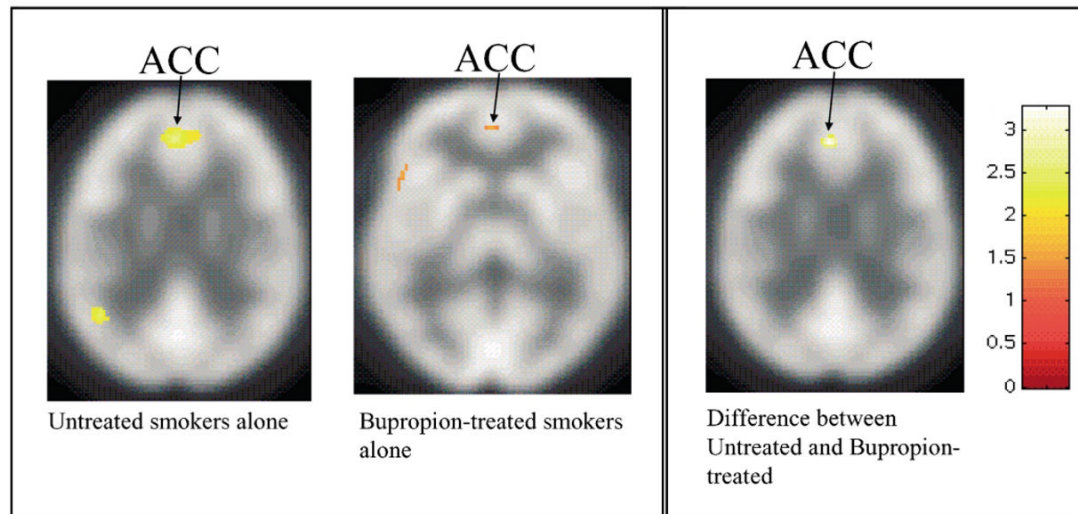 ACC
ACC
ACC
3
2.5
2
1.5
1
0.5
0
Untreated smokers alone
Bupropion-treated smokers
alone
Difference between
Untreated and Bupropion-
treated